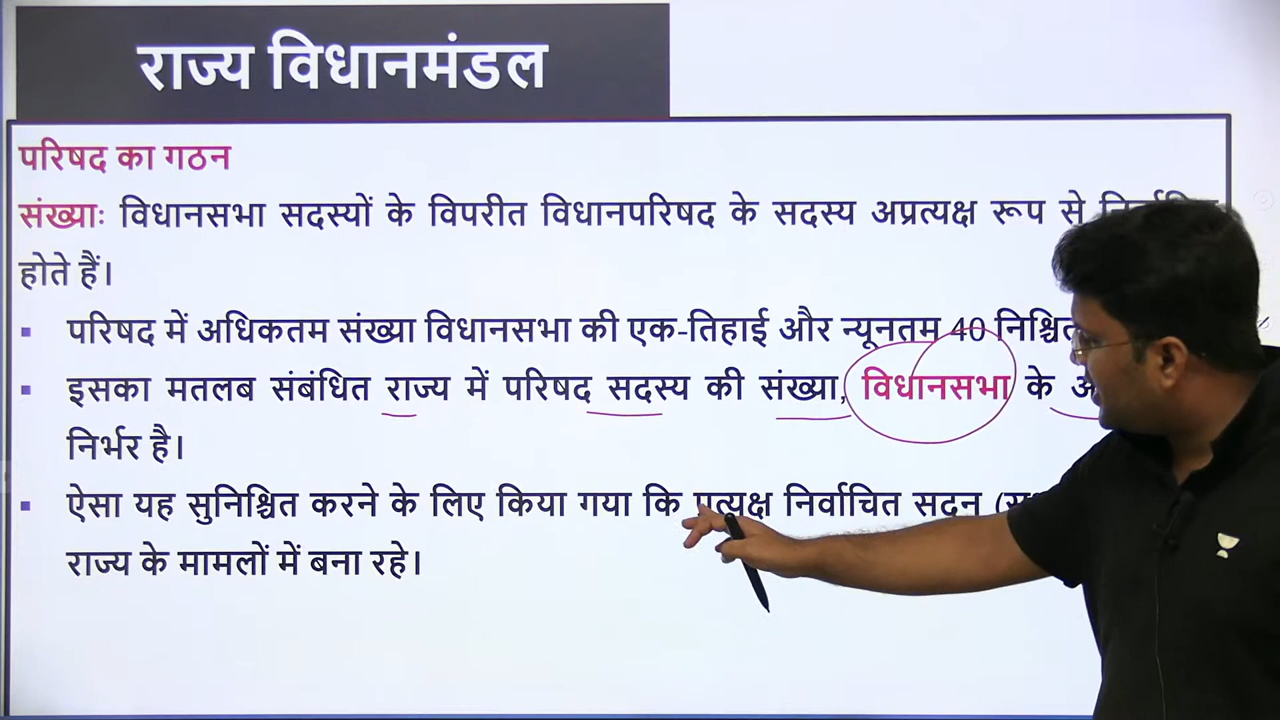 राज्य विधानमंडल
परिषद का गठन
संख्याः विधानसभा सदस्यों के विपरीत विधानपरिषद के सदस्य अप्रत्यक्ष रूप से
होते हैं।
▪ परिषद में अधिकतम संख्या विधानसभा की एक-तिहाई और न्यूनतम 40
▪ इसका मतलब संबंधित राज्य में परिषद सदस्य की संख्या, विधानसभा के
निर्भर है।
▪ ऐसा यह सुनिश्चित करने के लिए किया गया कि प्रत्यक्ष निर्वाचित सदन
राज्य के मामलों में बना रहे।